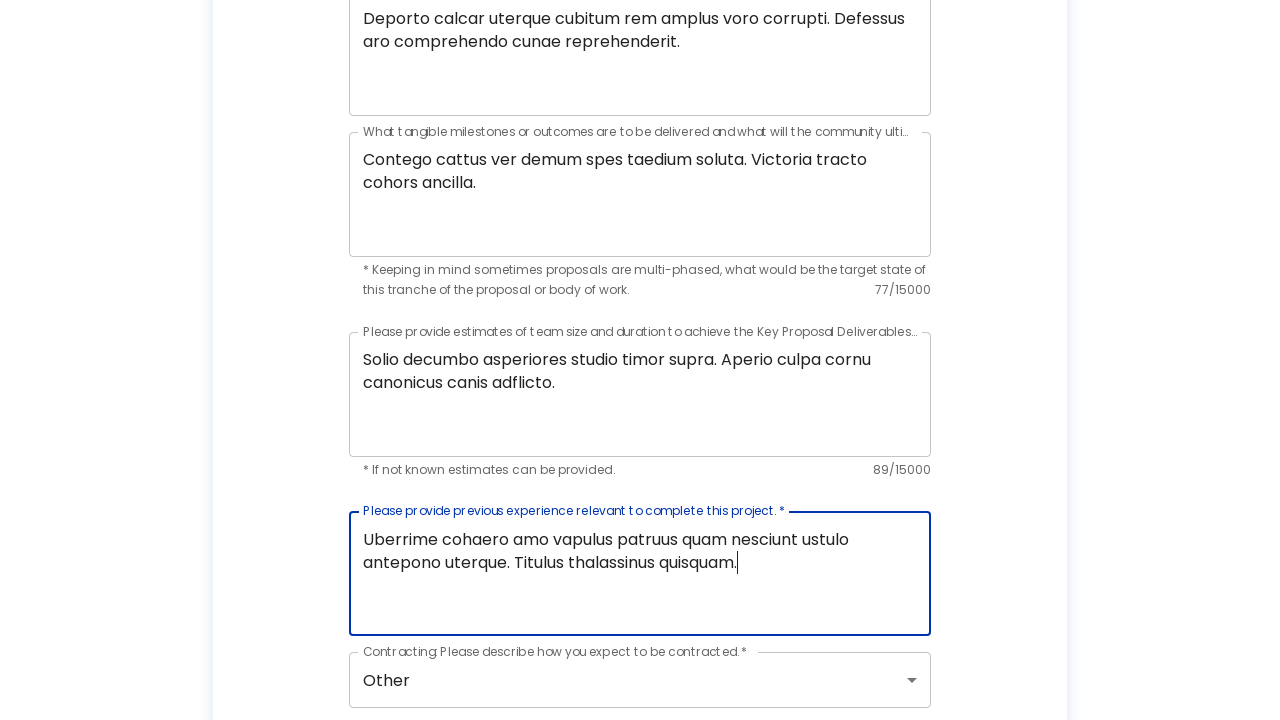 Deporto calcar uterque cubitum rem amplus voro corrupti. Defessus
aro comprehendo cunae reprehenderit.
What tangible milestones or outcomes are to be delivered and what will the community ulti...
Contego cattus ver demum spes taedium soluta. Victoria tracto
cohors ancilla.
* Keeping in mind sometimes proposals are multi-phased, what would be the target state of
this tranche of the proposal or body of work.
77/15000
Please provide estimates of team size and duration to achieve the Key Proposal Deliverables...
Solio decumbo asperiores studio timor supra. Aperio culpa cornu
canonicus canis adflicto.
* If not known estimates can be provided.
89/15000
Please provide previous experience relevant to complete this project. *
Uberrime cohaero amo vapulus patruus quam nesciunt ustulo
antepono uterque. Titulus thalassinus quisquam.
Contracting: Please describe how you expect to be contracted. *
Other